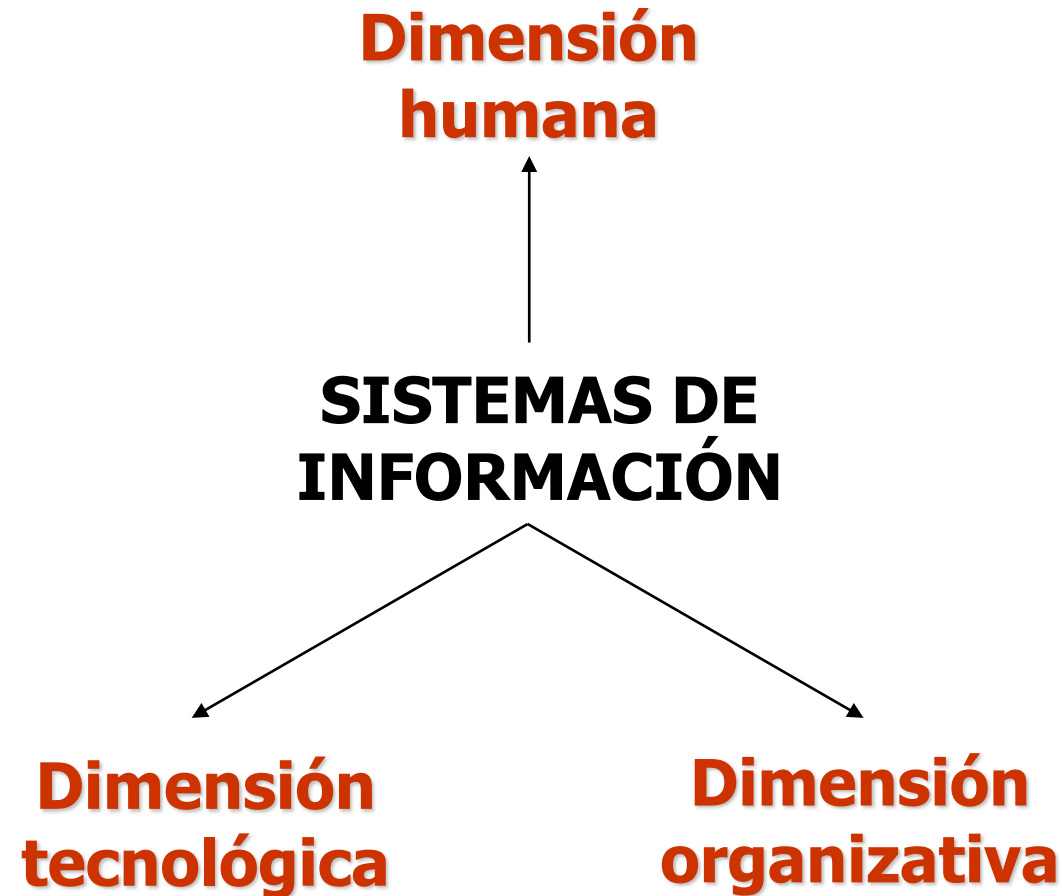 Dimensión
humana
SISTEMAS DE
INFORMACIÓN
Dimensión
tecnológica
Dimensión
organizativa